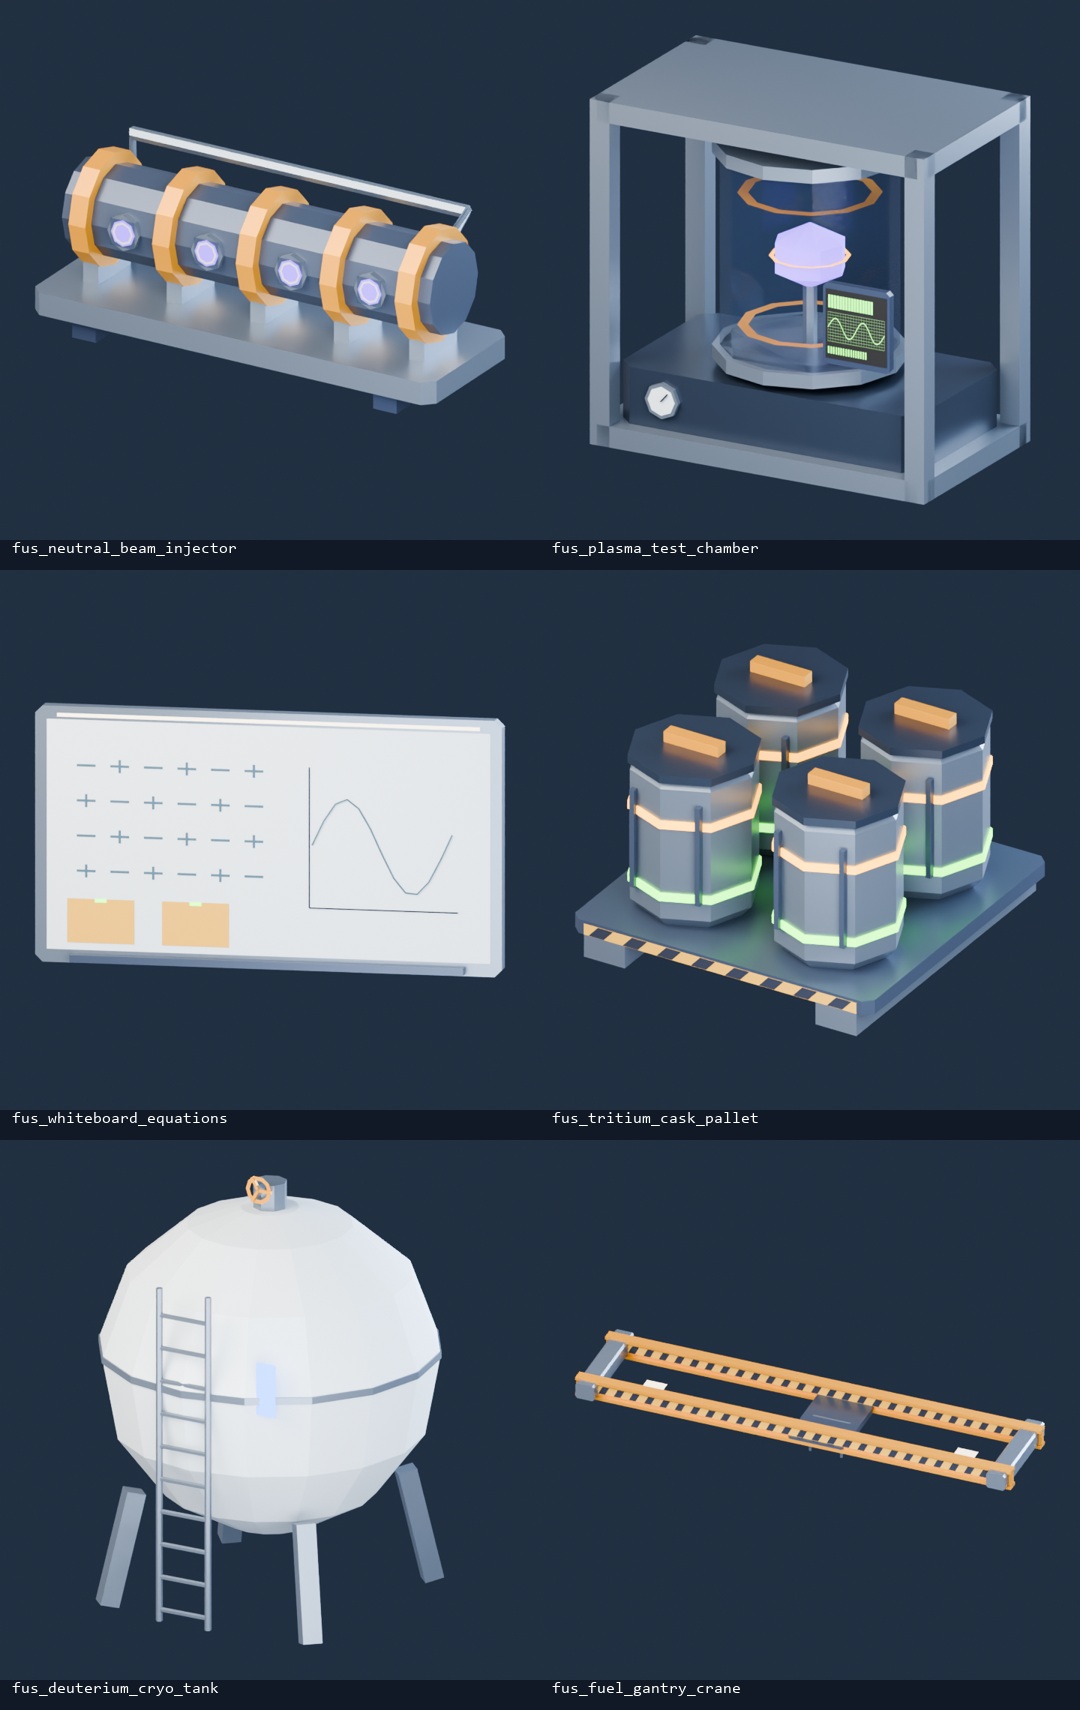 fus_neutral_beam_injector
fus_plasma_test_chamber
fus_whiteboard_equations
fus_tritium_cask_pallet
fus_deuterium_cryo_tank
fus_fuel_gantry_crane